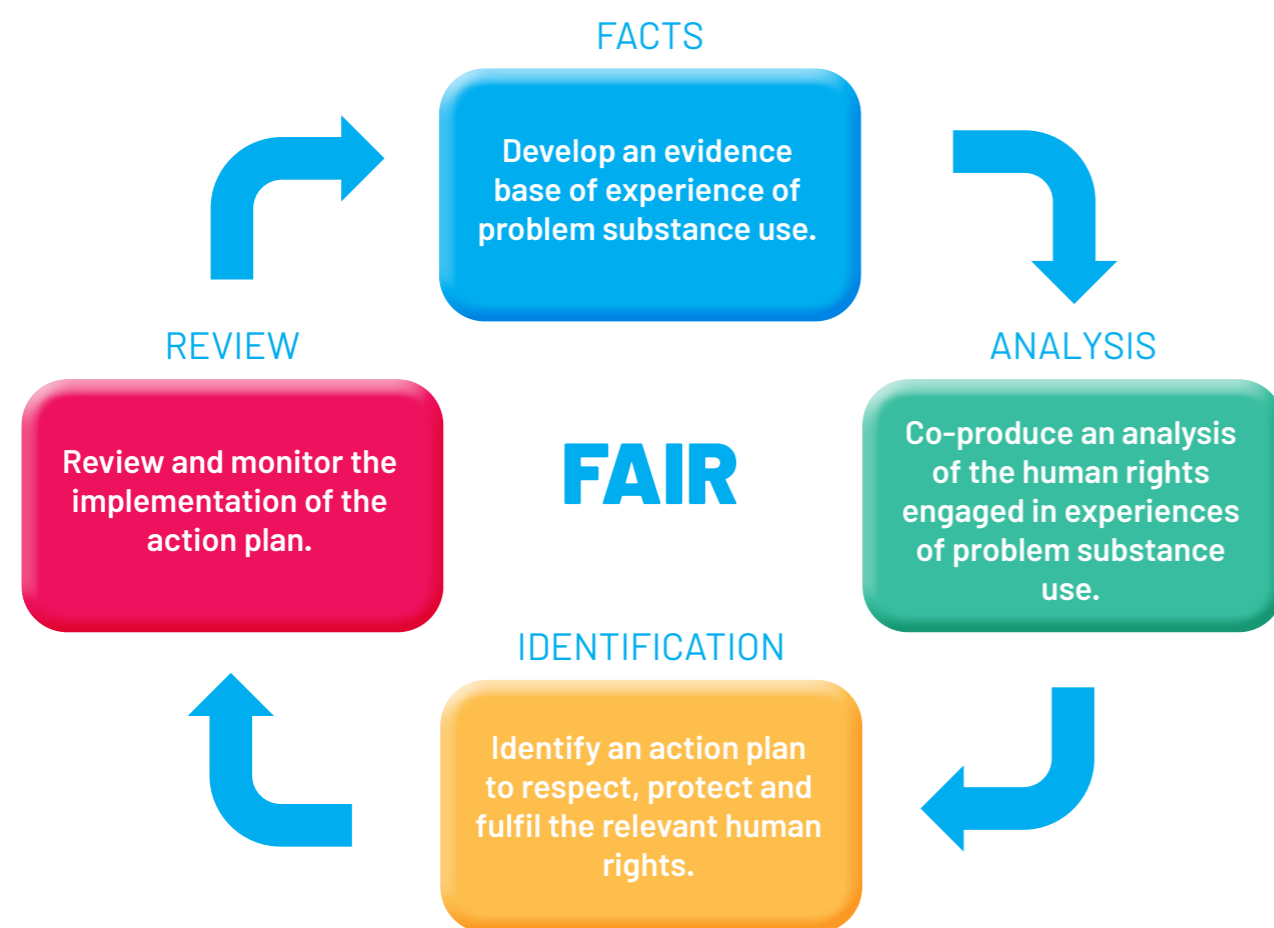 FACTS
Develop an evidence
base of experience of
problem substance use.
REVIEW
ANALYSIS
Review and monitor the
implementation of the
action plan.
FAIR
Co-produce an analysis
of the human rights
engaged in experiences
of problem substance
use.
IDENTIFICATION
Identify an action plan
to respect, protect and
fulfil the relevant human
rights.